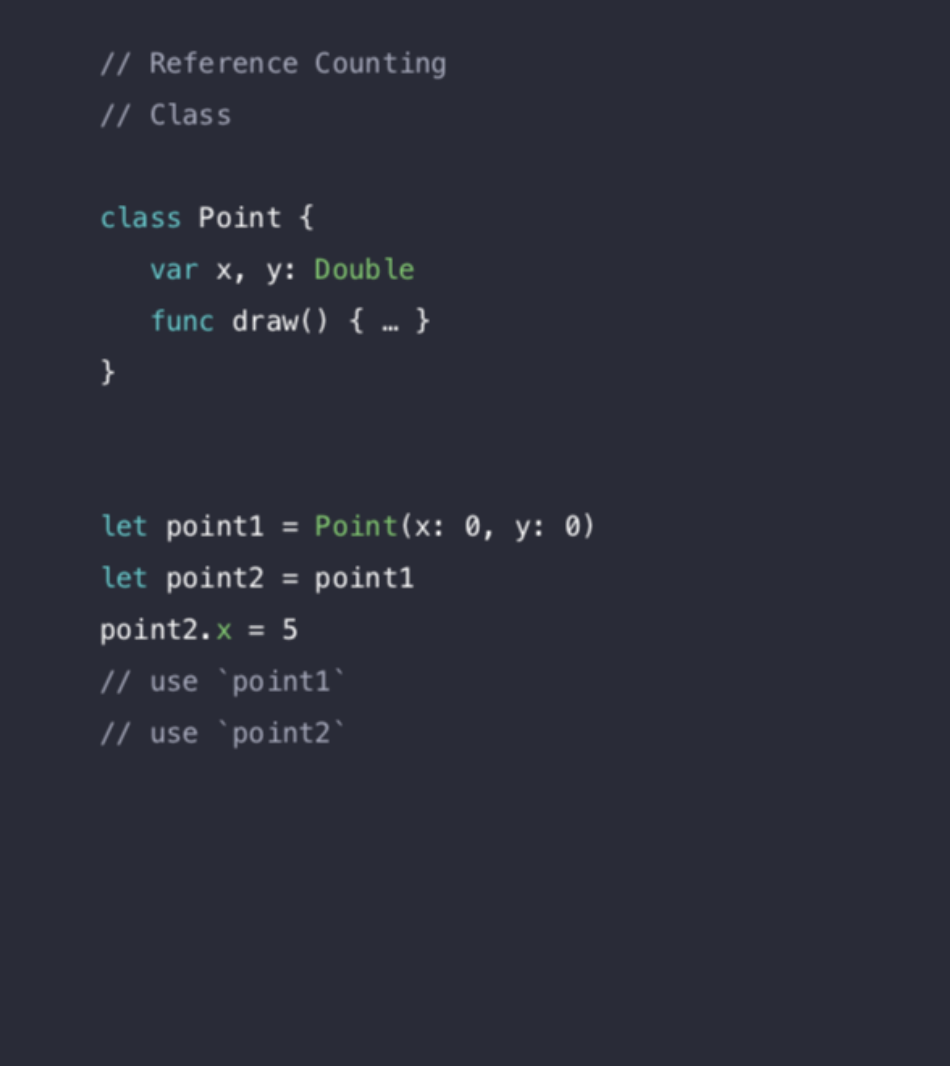 // Reference Counting
// Class
class Point {
var x, y: Double
func draw() { … }
}
let point1 = Point(x: 0, y: 0)
let point2 = point1
point2.x = 5
// use `point1`
// use `point2`